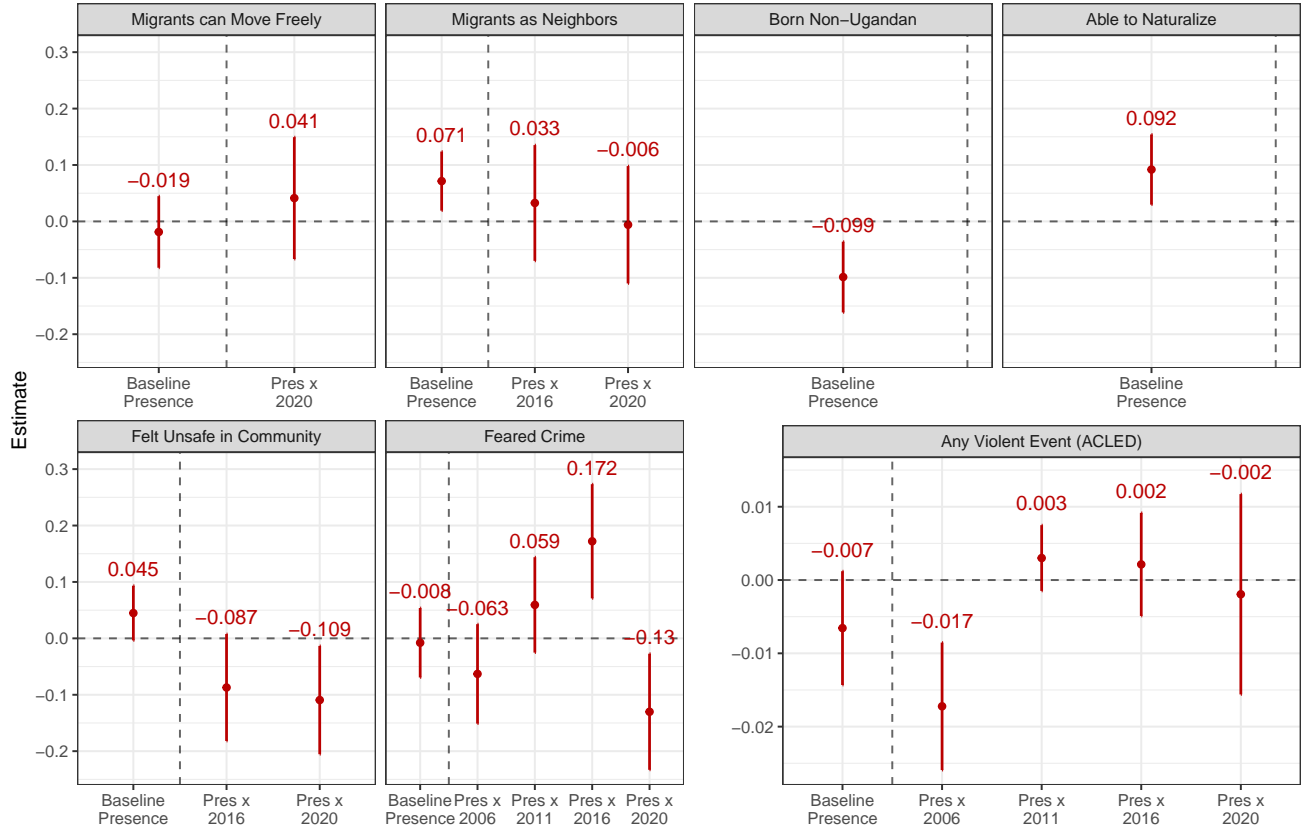 Migrants can Move Freely
Migrants as Neighbors
Born Non−Ugandan
Able to Naturalize
0.3
0.2
0.1
0.0
−0.1
−0.2
−0.019
0.041
0.071
0.033
−0.006
−0.099
0.092
Baseline
Presence
Pres x
2020
Baseline
Presence
Pres x
2016
Pres x
2020
Baseline
Presence
Baseline
Presence
Estimate
Felt Unsafe in Community
Feared Crime
Any Violent Event (ACLED)
0.3
0.2
0.1
0.0
−0.1
−0.2
0.045
−0.087
−0.109
−0.008
−0.063
0.059
0.172
−0.13
0.01
0.00
−0.01
−0.02
−0.007
−0.017
0.003
0.002
−0.002
Baseline
Presence
Pres x
2016
Pres x
2020
Baseline
Presence
Pres x
2006
Pres x
2011
Pres x
2016
Pres x
2020
Baseline
Presence
Pres x
2006
Pres x
2011
Pres x
2016
Pres x
2020